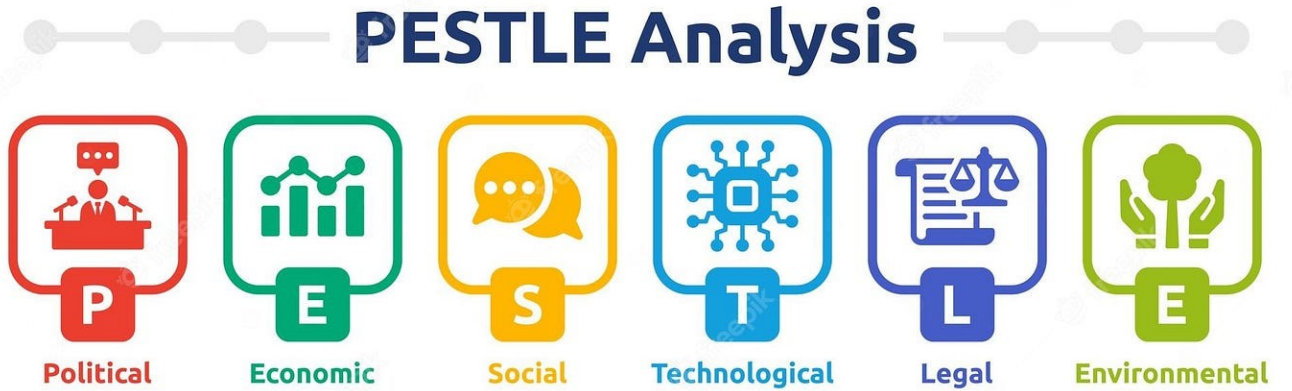 PESTLE Analysis
P E S T L E
Political Economic Social Technological Legal Environmental